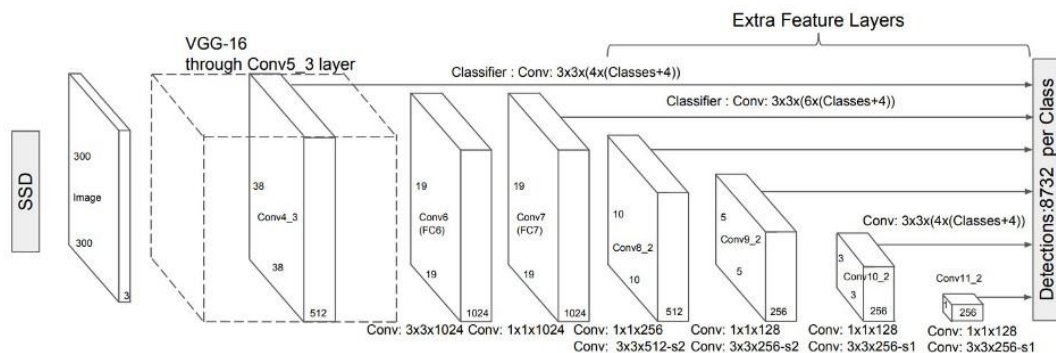 Extra Feature Layers
VGG-16
through Conv5_3 layer
Classifier : Conv: 3x3x(4x(Classes+4))
Classifier : Conv: 3x3x(6x(Classes+4))
SSD
300
Image
300
3
38
Conv4_3
38
512
19
Conv6
(FC6)
19
1024
19
Conv7
(FC7)
19
1024
10
Conv8_2
10
512
5
Conv9_2
5
256
Conv: 3x3x(4x(Classes+4))
3
Conv10_2
3
256
Conv11_2
1
256
Detections:8732 per Class
Conv: 3x3x1024
Conv: 1x1x1024
Conv: 1x1x256
Conv: 3x3x512-s2
Conv: 1x1x128
Conv: 3x3x256-s2
Conv: 1x1x128
Conv: 3x3x256-s1
Conv: 1x1x128
Conv: 3x3x256-s1